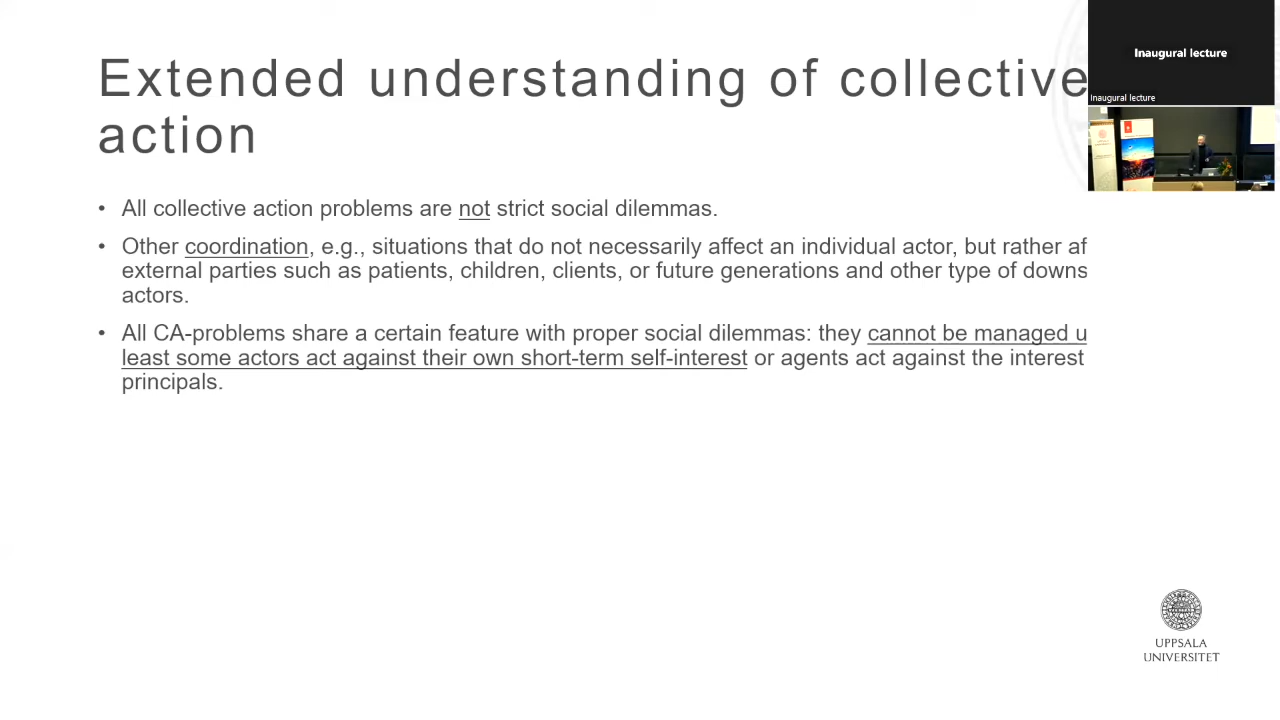 Extended understanding of collective
action
• All collective action problems are not strict social dilemmas.
• Other coordination, e.g., situations that do not necessarily affect an individual actor, but rather af
external parties such as patients, children, clients, or future generations and other type of downs
actors.
• All CA-problems share a certain feature with proper social dilemmas: they cannot be managed u
least some actors act against their own short-term self-interest or agents act against the interest
principals.
Inaugural lecture
Inaugural lecture
UPPSALA
UNIVERSITET